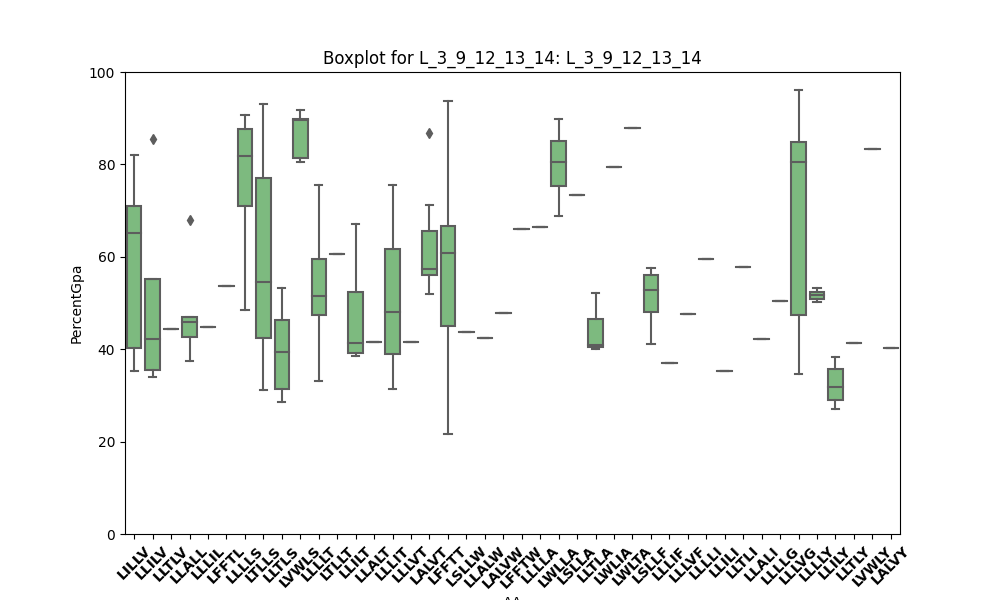 Boxplot for L_3_9_12_13_14: L_3_9_12_13_14
PercentGpa
100
80
60
40
20
0
LILLV
LLILV
LLTLV
LLALL
LLLIL
LFFTL
LLLLS
LTLLS
LLTLS
LVWLS
LLLLT
LTLLT
LLILT
LLALT
LLLIT
LLLVT
LALVT
LFFTT
LSLLW
LLALW
LALVW
LFFTW
LLLLA
LWLLA
LSLLA
LLTLA
LWLIA
LWLTA
LSLLF
LLLIF
LLLVF
LLLLI
LLILI
LLTLI
LLALI
LLLLG
LLLVG
LLLLY
LLILY
LLTLY
LVWLY
LALVY